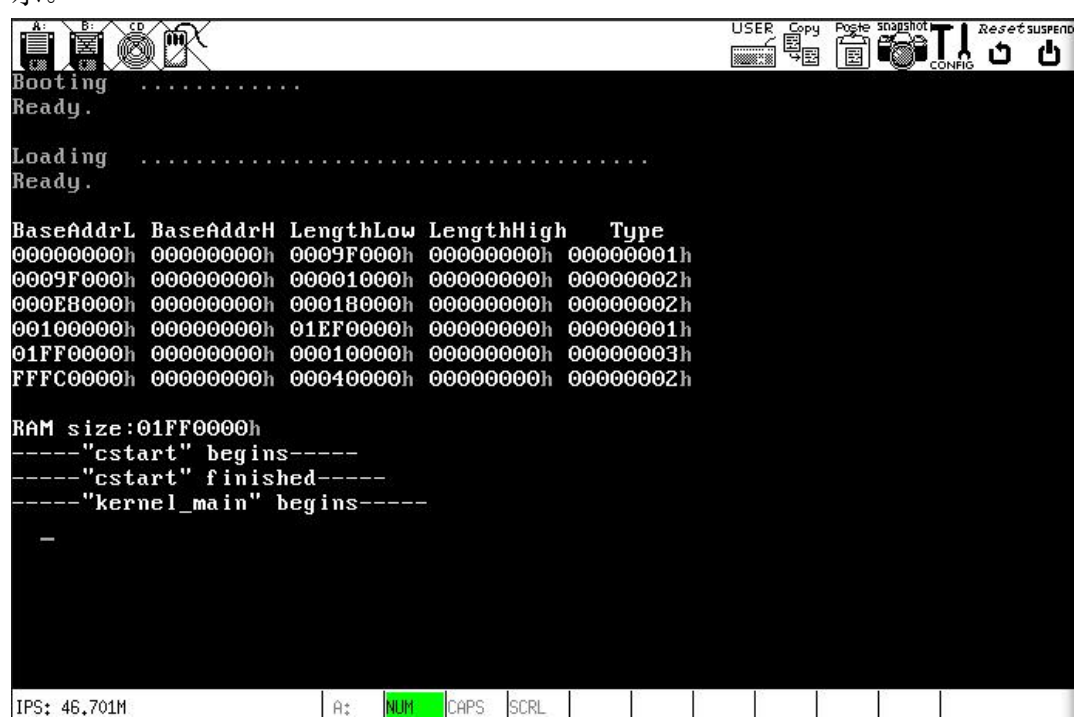 A: B: CD USER Copy Paste snapshot CONFIG Reset SUSPEND
Booting ............
Ready.
Loading ......................................
Ready.
BaseAddrL BaseAddrH LengthLow LengthHigh Type
00000000h 00000000h 0009F000h 00000000h 00000001h
0009F000h 00000000h 00001000h 00000000h 00000002h
000E8000h 00000000h 00018000h 00000000h 00000002h
00100000h 00000000h 01EF0000h 00000000h 00000001h
01FF0000h 00000000h 00010000h 00000000h 00000003h
FFFC0000h 00000000h 00040000h 00000000h 00000002h
RAM size:01FF0000h
-----"cstart" begins-----
-----"cstart" finished-----
-----"kernel_main" begins-----
IPS: 46.701M A: NUM CAPS SCRL